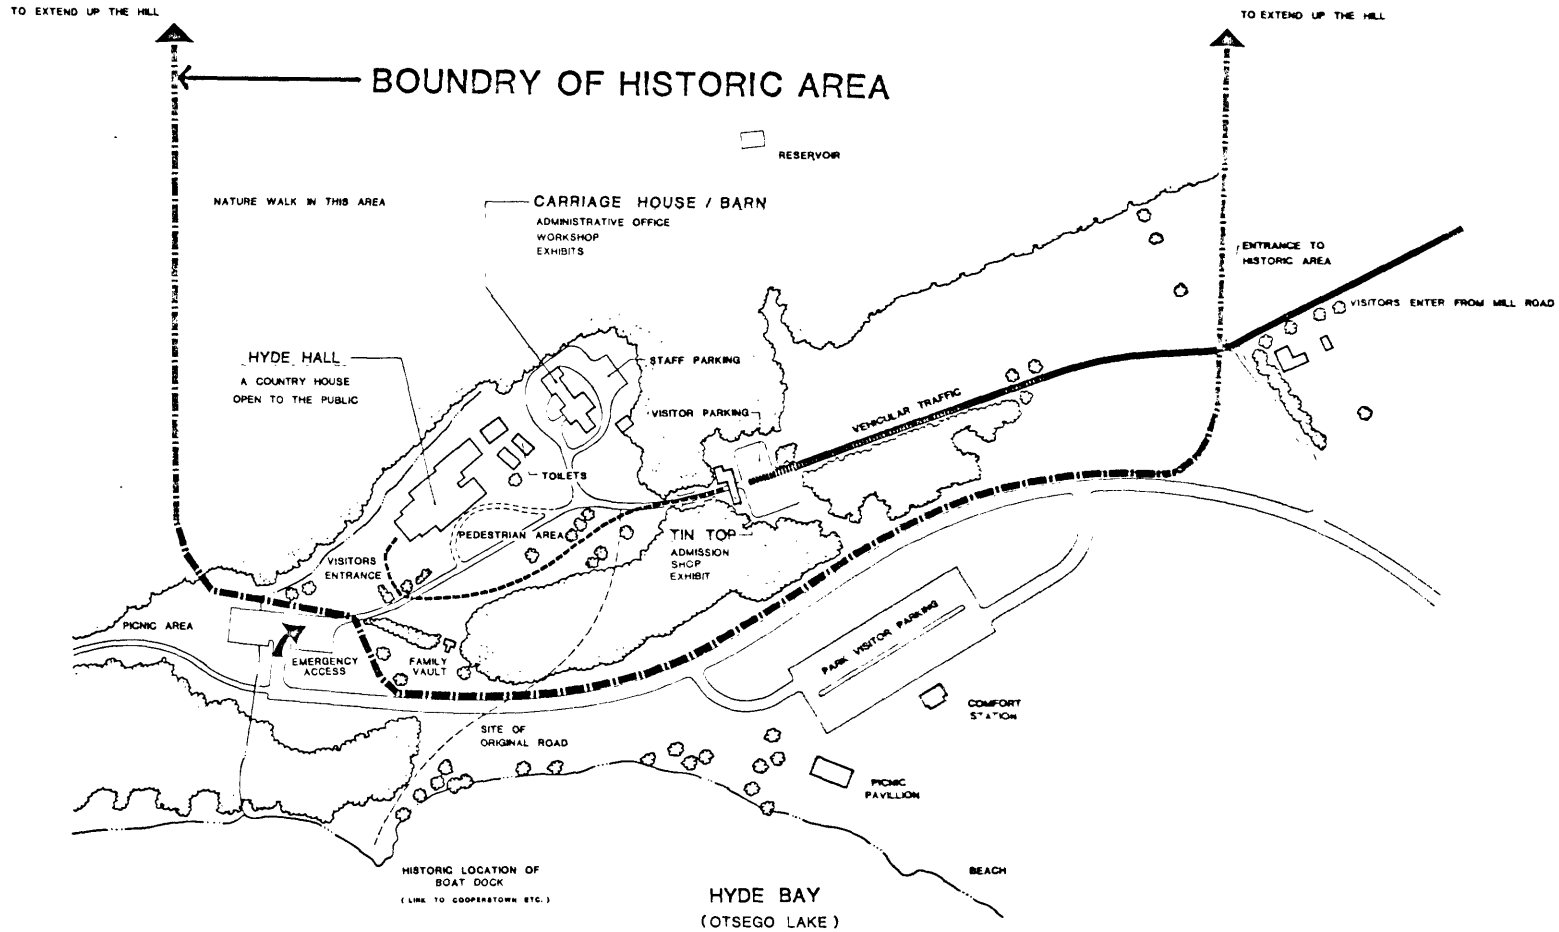 TO EXTEND UP THE HILL
TO EXTEND UP THE HILL
BOUNDRY OF HISTORIC AREA
RESERVOIR
NATURE WALK IN THIS AREA
CARRIAGE HOUSE / BARN
ADMINISTRATIVE OFFICE
WORKSHOP
EXHIBITS
ENTRANCE TO
HISTORIC AREA
VISITORS ENTER FROM MILL ROAD
HYDE HALL
A COUNTRY HOUSE
OPEN TO THE PUBLIC
STAFF PARKING
VISITOR PARKING
VEHICULAR TRAFFIC
TOILETS
PEDESTRIAN AREA
TIN TOP
ADMISSION
SHOP
EXHIBIT
VISITORS
ENTRANCE
PICNIC AREA
EMERGENCY
ACCESS
FAMILY
VAULT
PARK VISITOR PARKING
COMFORT
STATION
SITE OF
ORIGINAL ROAD
PICNIC
PAVILLION
HISTORIC LOCATION OF
BOAT DOCK
( LINK TO COOPERSTOWN ETC. )
BEACH
HYDE BAY
(OTSEGO LAKE)